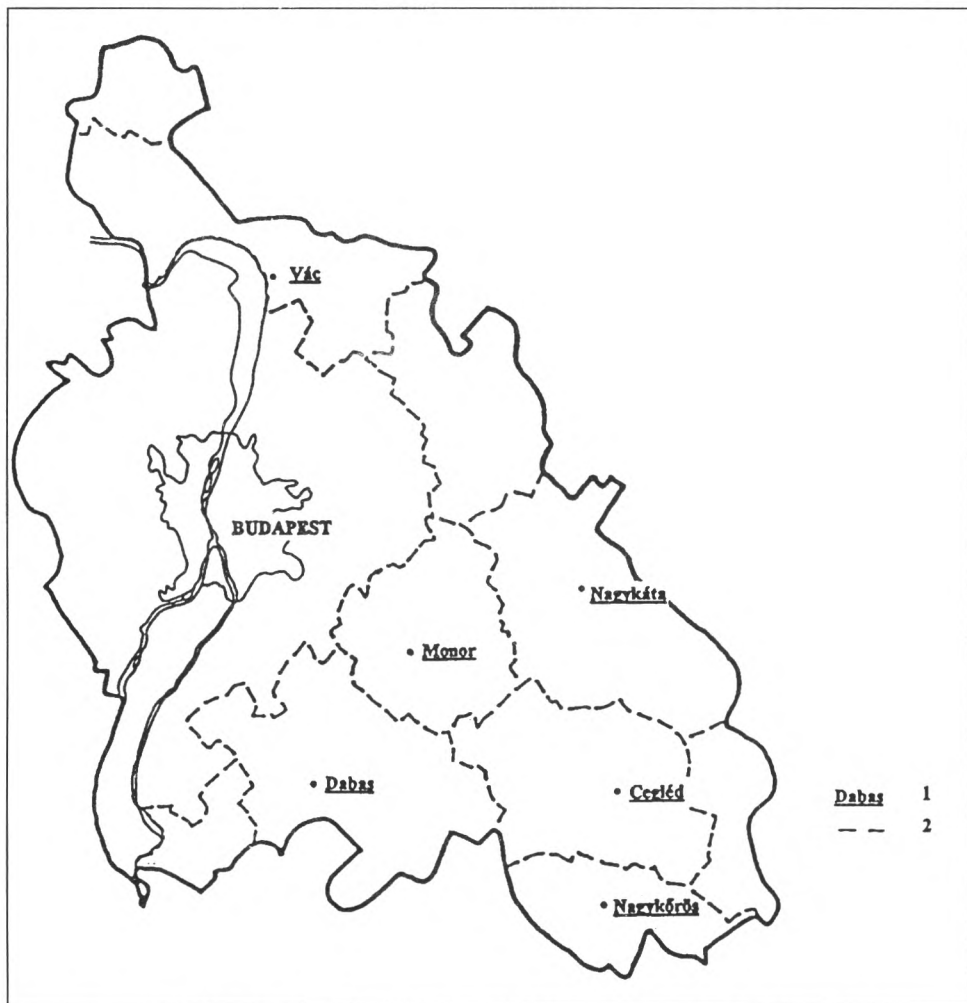 Vác
BUDAPEST
Nagykáta
Monor
Dabas
Cegléd
Nagykőrös
Dabas 1
2